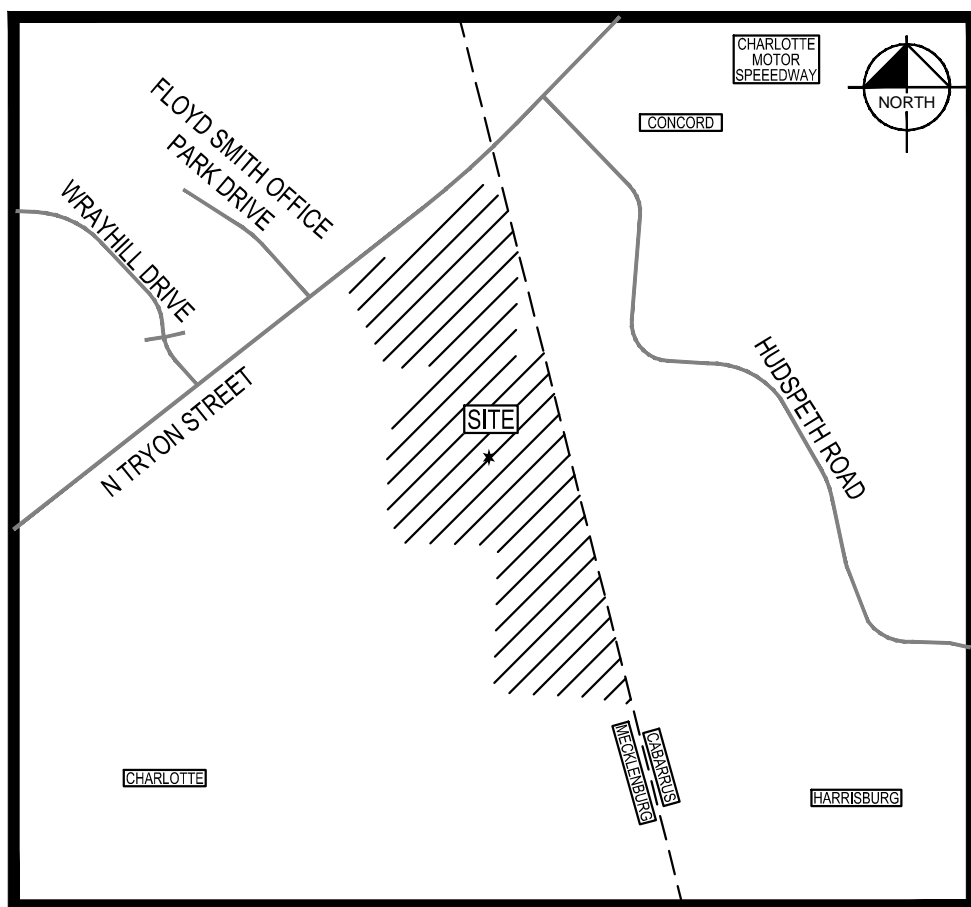 CHARLOTTE
MOTOR
SPEEEDWAY
NORTH
CONCORD
FLOYD SMITH OFFICE
PARK DRIVE
WRAYHILL DRIVE
N TRYON STREET
HUDSPETH ROAD
SITE
MECKLENBURG
CABARRUS
CHARLOTTE
HARRISBURG